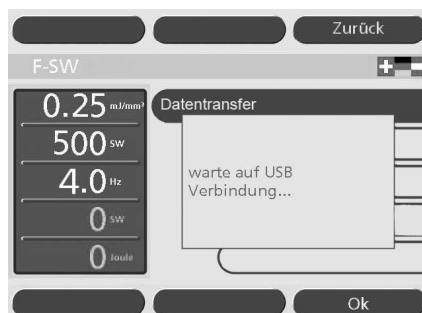 Zurück
F-SW
0.25 mJ/mm²
500 SW
4.0 Hz
0 SW
0 Joule
Datentransfer
warte auf USB
Verbindung...
Ok